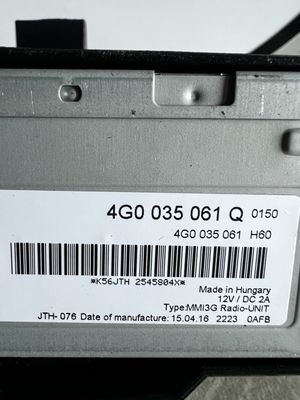 4G0 035 061 Q 0150
4G0 035 061 H60
*K56JTH 2545804X*
Made in Hungary
12V / DC 2A
Type:MMI3G Radio-UNIT
JTH- 076 Date of manufacture: 15.04.16 2223 0AFB